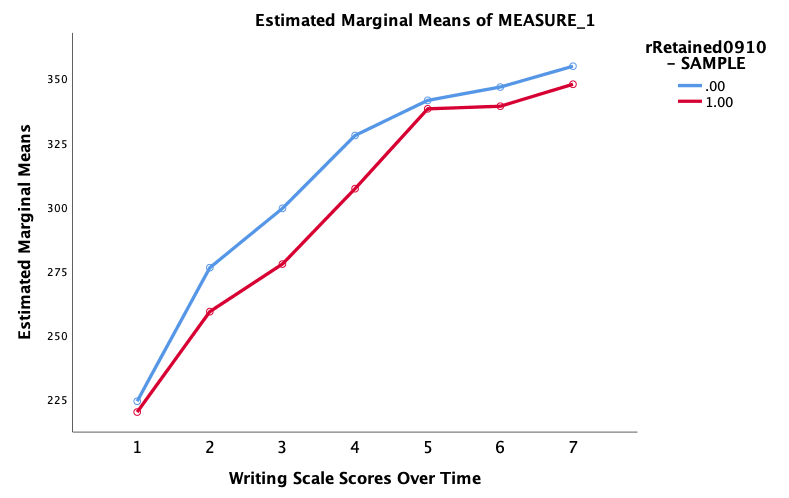 Estimated Marginal Means of MEASURE_1
rRetained0910
- SAMPLE
.00
1.00
Estimated Marginal Means
350
325
300
275
250
225
1 2 3 4 5 6 7
Writing Scale Scores Over Time